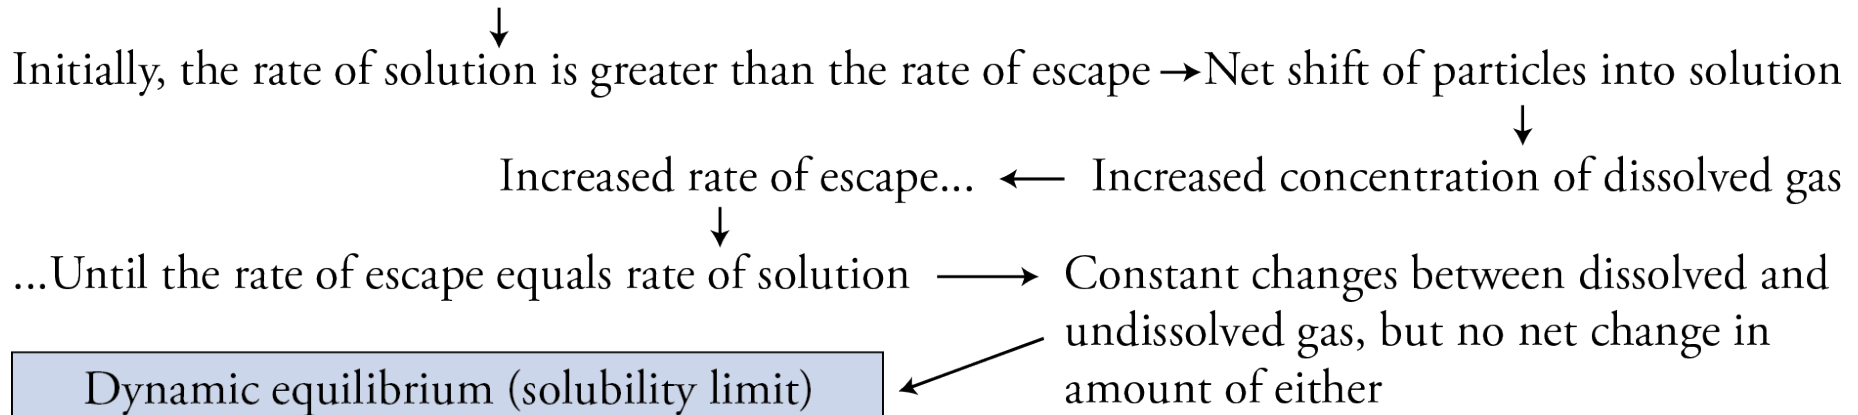 Initially, the rate of solution is greater than the rate of escape → Net shift of particles into solution
Increased rate of escape... ← Increased concentration of dissolved gas
...Until the rate of escape equals rate of solution → Constant changes between dissolved and
undissolved gas, but no net change in
amount of either
Dynamic equilibrium (solubility limit)